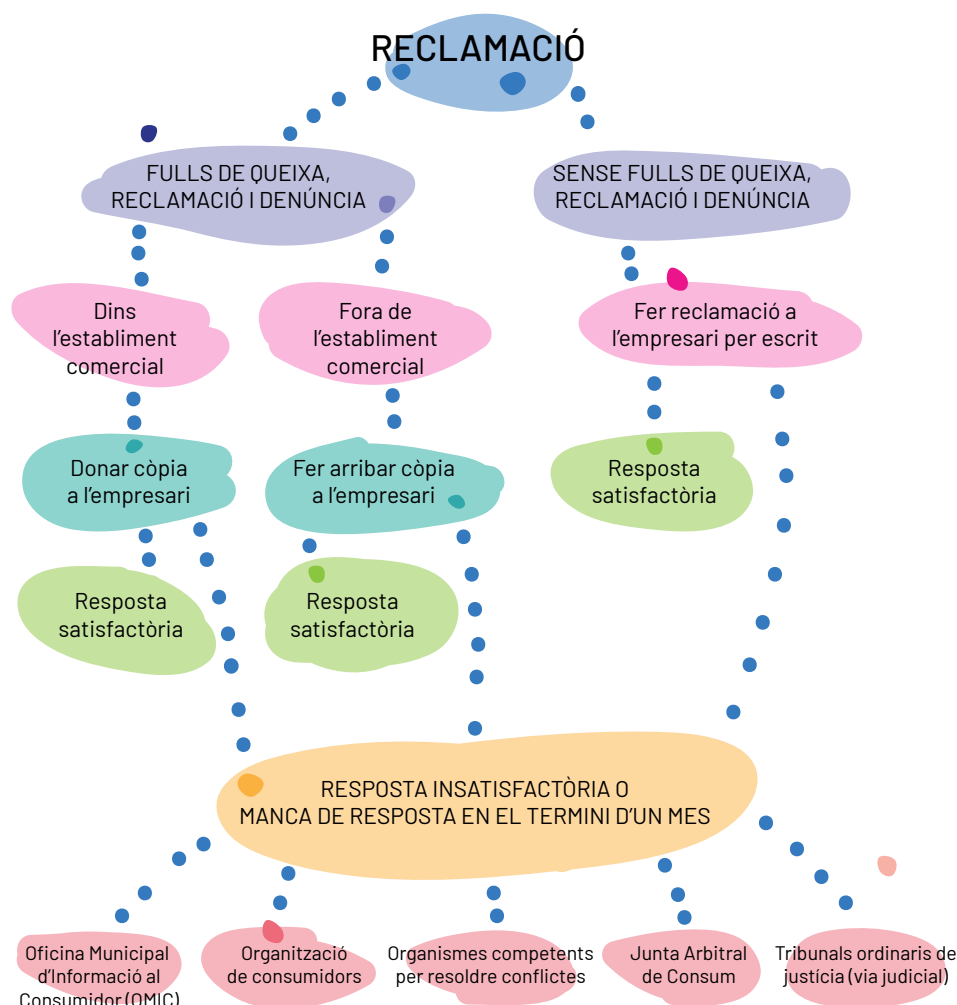 RECLAMACIÓ
FULLS DE QUEIXA,
RECLAMACIÓ I DENÚNCIA
SENSE FULLS DE QUEIXA,
RECLAMACIÓ I DENÚNCIA
Dins
l'establiment
comercial
Fora de
l'establiment
comercial
Fer reclamació a
l'empresari per escrit
Donar còpia
a l'empresari
Fer arribar còpia
a l'empresari
Resposta
satisfactòria
Resposta
satisfactòria
Resposta
satisfactòria
RESPOSTA INSATISFACTÒRIA O
MANCA DE RESPOSTA EN EL TERMINI D'UN MES
Oficina Municipal
d'Informació al
Consumidor (OMIC)
Organització
de consumidors
Organismes competents
per resoldre conflictes
Junta Arbitral
de Consum
Tribunals ordinaris de
justícia (via judicial)